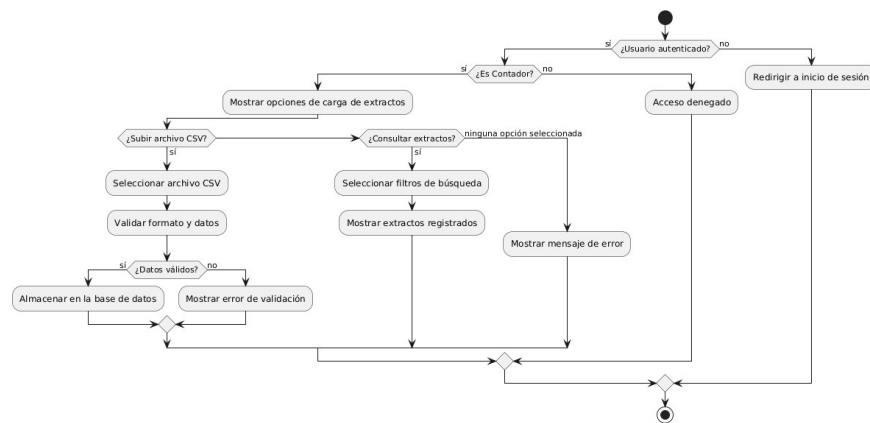 ¿Usuario autenticado?
sí
no
¿Es Contador?
sí
no
Redirigir a inicio de sesión
Mostrar opciones de carga de extractos
Acceso denegado
¿Subir archivo CSV?
sí
¿Consultar extractos?
sí
ninguna opción seleccionada
Seleccionar archivo CSV
Seleccionar filtros de búsqueda
Validar formato y datos
Mostrar extractos registrados
Mostrar mensaje de error
¿Datos válidos?
sí
no
Almacenar en la base de datos
Mostrar error de validación